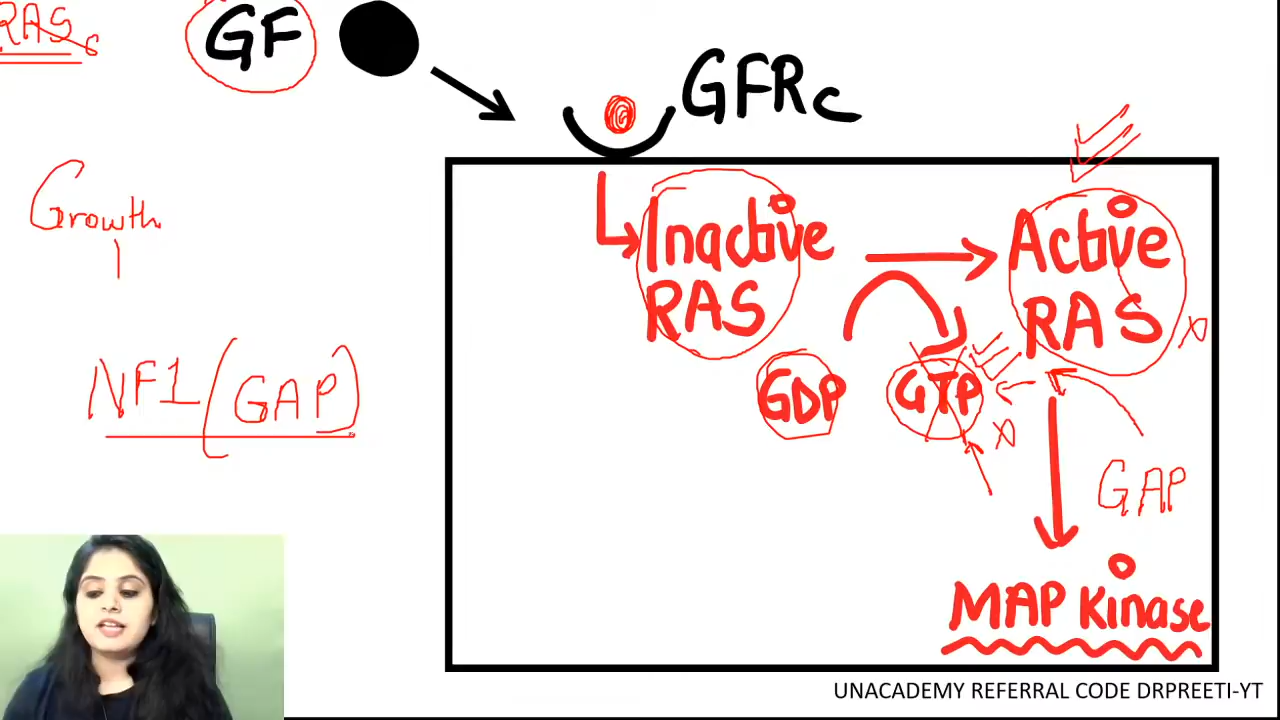 RAS
GF
GFRc
Growth
Inactive
RAS
Active
RAS
NF1 (GAP)
GDP
GTP
GAP
MAP Kinase
UNACADEMY REFERRAL CODE DRPREETI-YT